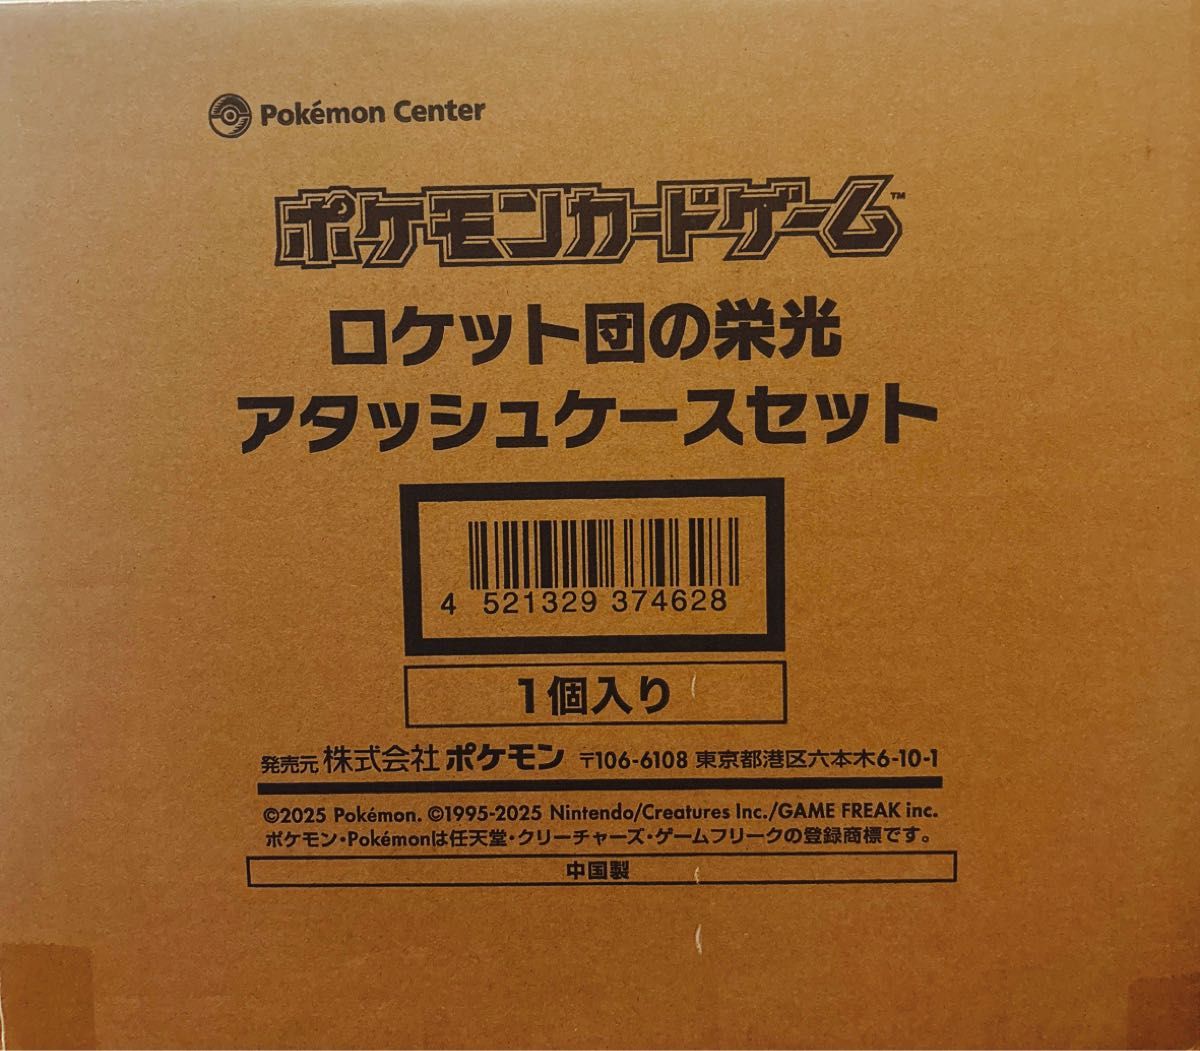 Pokémon Center
ポケモンカードゲーム™
ロケット団の栄光
アタッシュケースセット
4 521329 374628
1個入り
発売元 株式会社 ポケモン 〒106-6108 東京都港区六本木6-10-1
©2025 Pokémon. ©1995-2025 Nintendo/Creatures Inc./GAME FREAK inc.
ポケモン・Pokémonは任天堂・クリーチャーズ・ゲームフリークの登録商標です。
中国製